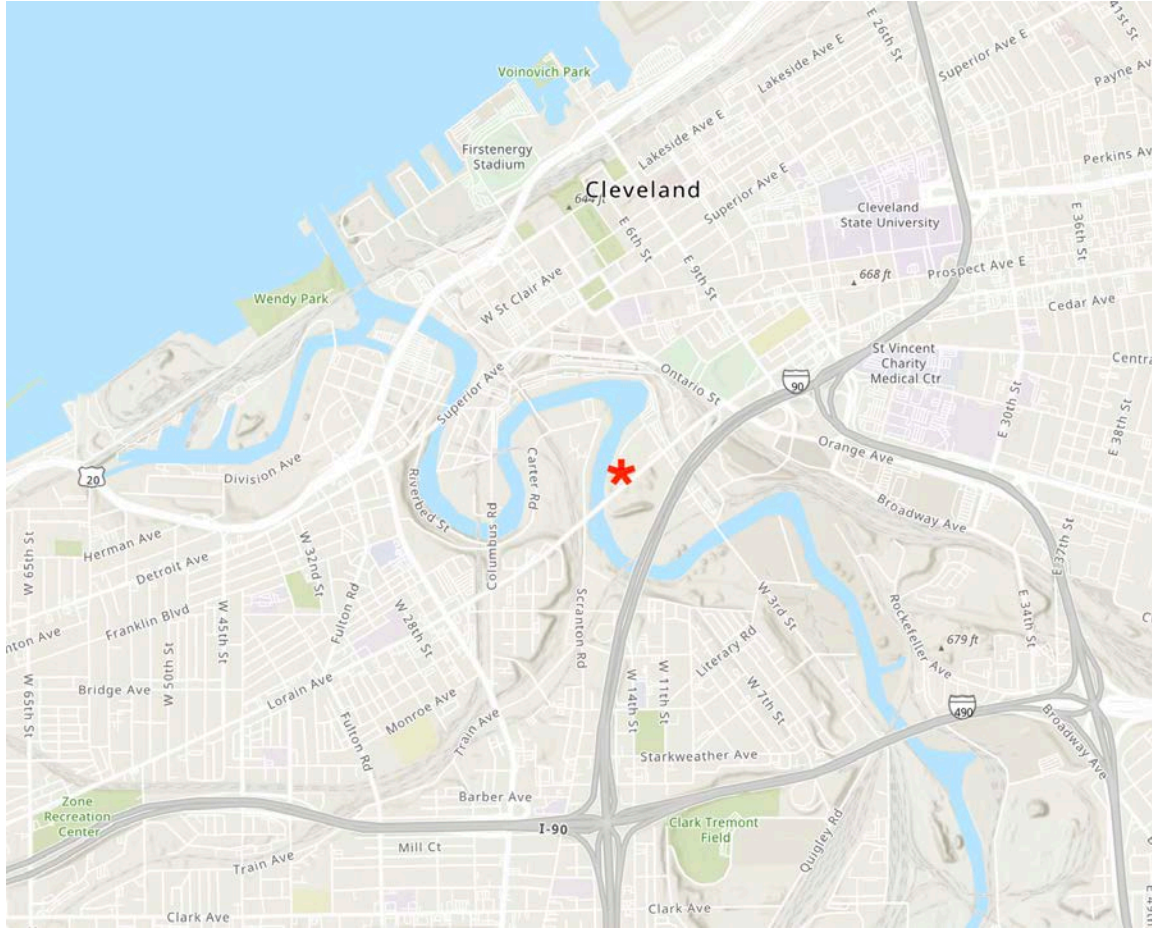 41st St
E 26th St
Superior Ave E
Voinovich Park
Lakeside Ave E
Payne Av
Firstenergy
Stadium
Lakeside Ave E
Perkins Av
Cleveland
644 ft
Superior Ave E
Cleveland
State University
E 36th St
E 6th St
E 9th St
668 ft
Prospect Ave E
Wendy Park
W St Clair Ave
Cedar Ave
St Vincent
Charity
Medical Ctr
Centra
Superior Ave
Ontario St
90
E 30th St
E 38th St
Orange Ave
20
Division Ave
Riverbed St
Carter Rd
Columbus Rd
*
Broadway Ave
W 65th St
Herman Ave
Detroit Ave
W 32nd St
E 37th St
Franklin Blvd
Fulton Rd
W 28th St
Scranton Rd
W 3rd St
Rockefeller Ave
E 34th St
nton Ave
W 45th St
Literary Rd
679 ft
Bridge Ave
W 50th St
W 65th St
Lorain Ave
Monroe Ave
W 14th St
W 11th St
W 7th St
490
Broadway Ave
Fulton Rd
Train Ave
Starkweather Ave
Zone
Recreation
Center
Barber Ave
I-90
Clark Tremont
Field
Quigley Rd
Mill Ct
Train Ave
Clark Ave
Clark Ave
E 49th